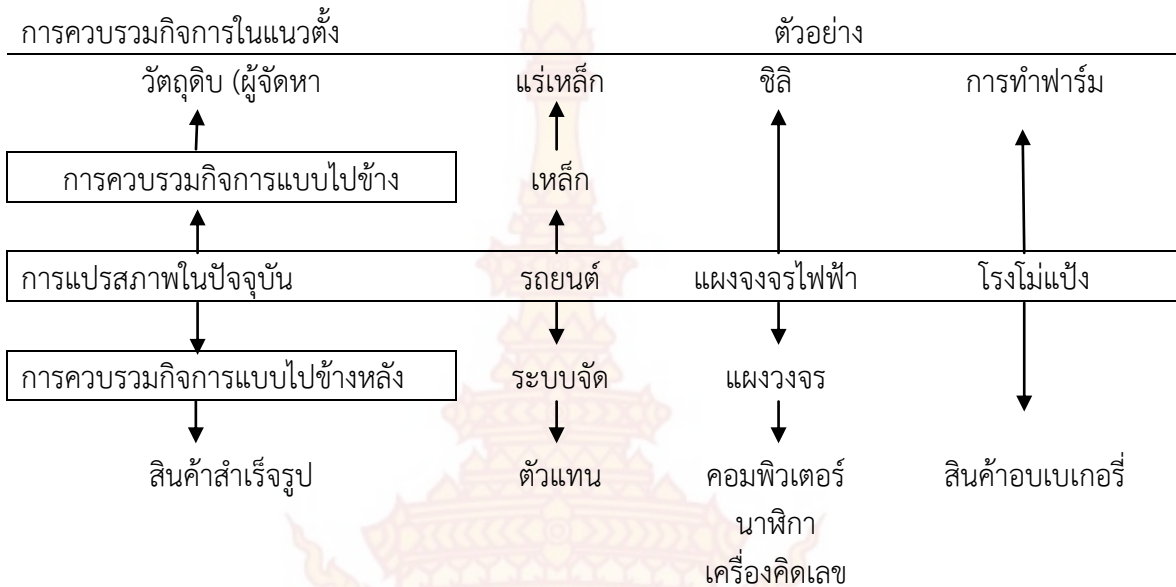 การควบรวมกิจการในแนวตั้ง ตัวอย่าง
วัตถุดิบ (ผู้จัดหา แร่เหล็ก ซิลิ การทำฟาร์ม
การควบรวมกิจการแบบไปข้าง เหล็ก
การแปรสภาพในปัจจุบัน รถยนต์ แผงจงจรไฟฟ้า โรงโม่แป้ง
การควบรวมกิจการแบบไปข้างหลัง ระบบจัด แผงวงจร
สินค้าสำเร็จรูป ตัวแทน คอมพิวเตอร์ สินค้าอบเบเกอรี่
นาฬิกา
เครื่องคิดเลข